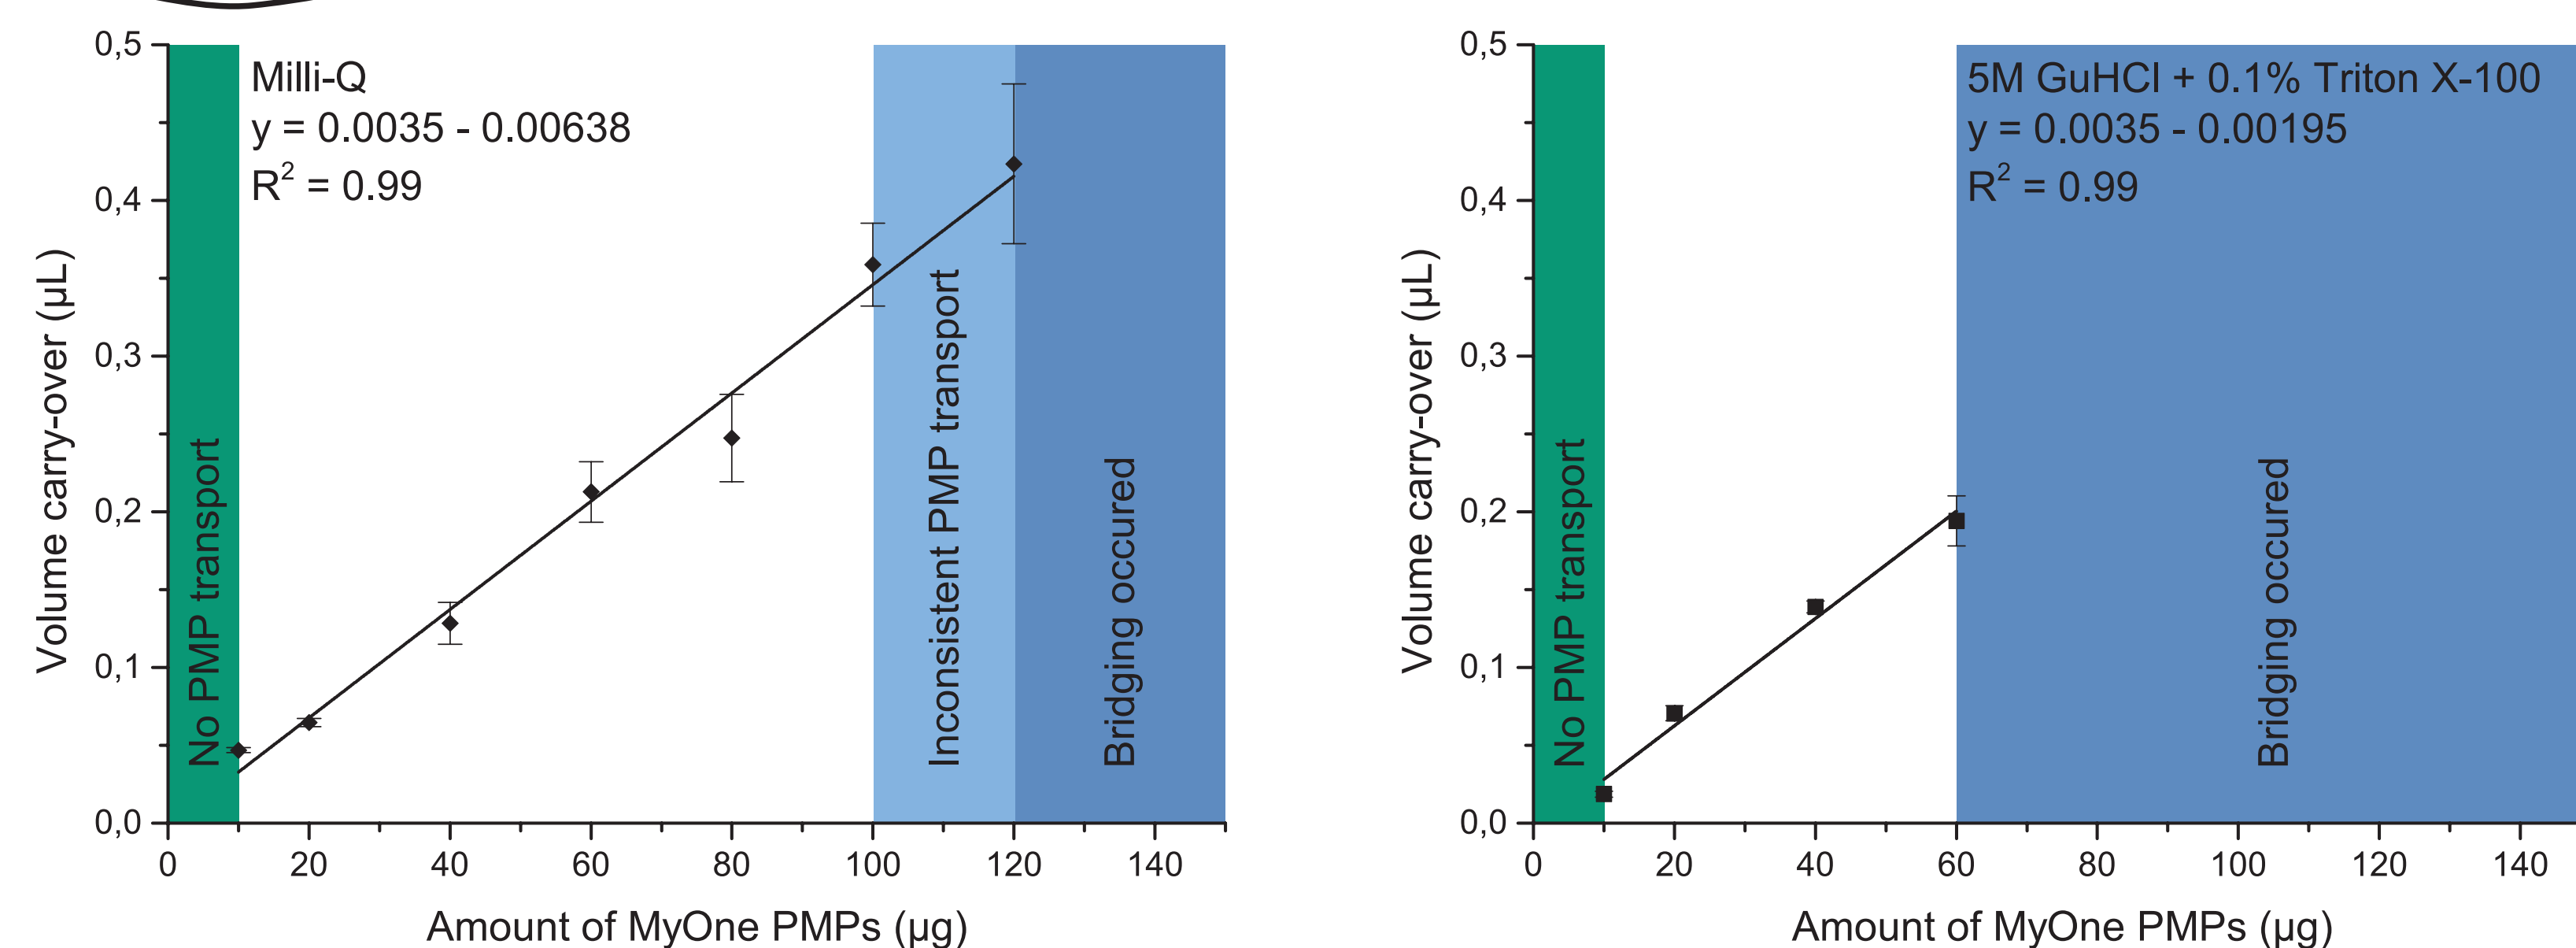 0,5
0,4
0,3
0,2
0,1
0,0
Volume carry-over (µL)
Milli-Q
y = 0.0035 - 0.00638
R² = 0.99
No PMP transport
Inconsistent PMP transport
Bridging occured
0 20 40 60 80 100 120 140
Amount of MyOne PMPs (µg)
0,5
0,4
0,3
0,2
0,1
0,0
Volume carry-over (µL)
5M GuHCl + 0.1% Triton X-100
y = 0.0035 - 0.00195
R² = 0.99
No PMP transport
Bridging occured
0 20 40 60 80 100 120 140
Amount of MyOne PMPs (µg)